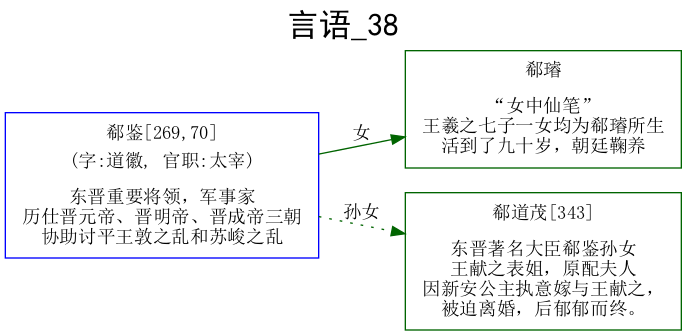 言语_38
郗璿
“女中仙笔”
王羲之七子一女均为郗璿所生
活到了九十岁，朝廷鞠养
郗鉴[269,70]
(字:道徽, 官职:太宰)
东晋重要将领，军事家
历仕晋元帝、晋明帝、晋成帝三朝
协助讨平王敦之乱和苏峻之乱
女
孙女
郗道茂[343]
东晋著名大臣郗鉴孙女
王献之表姐，原配夫人
因新安公主执意嫁与王献之，
被迫离婚，后郁郁而终。